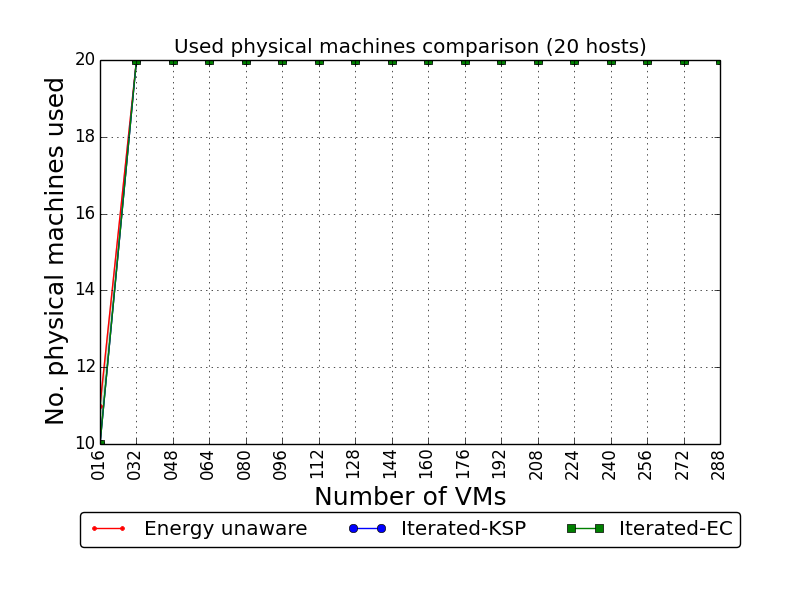 Used physical machines comparison (20 hosts)
No. physical machines used
20
18
16
14
12
10
016 032 048 064 080 096 112 128 144 160 176 192 208 224 240 256 272 288
Number of VMs
Energy unaware Iterated-KSP Iterated-EC